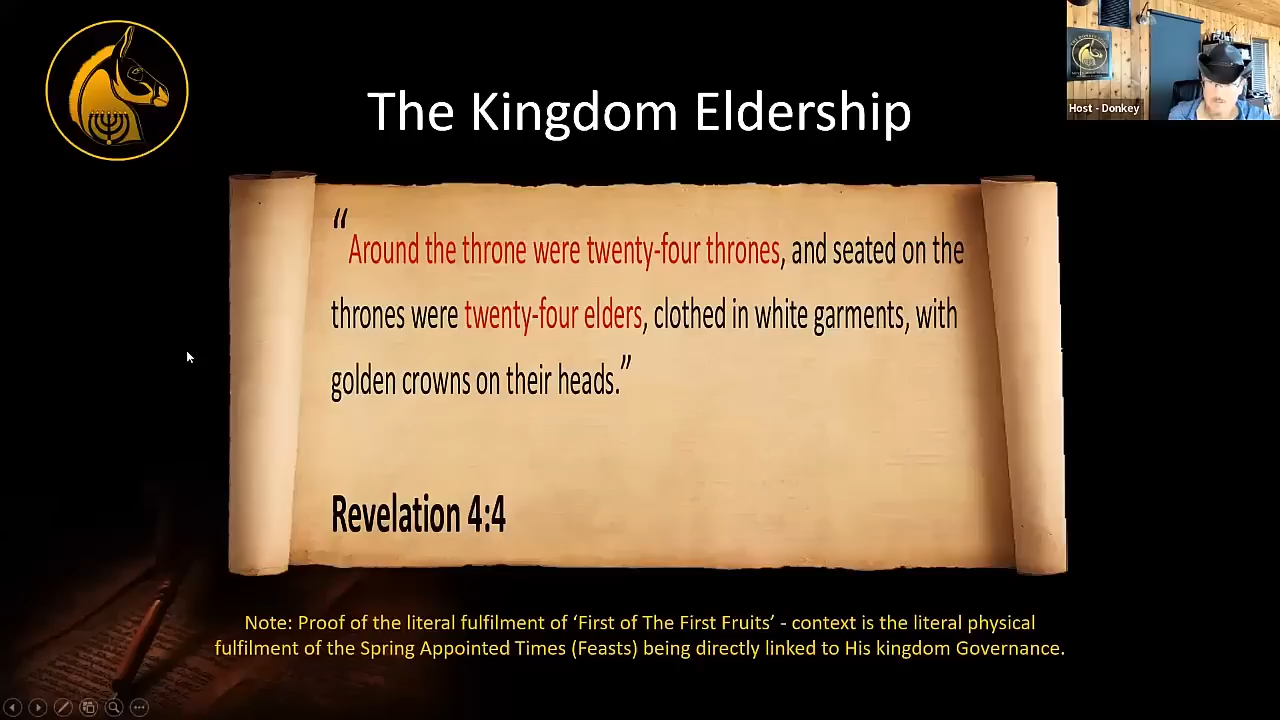 The Kingdom Eldership
Host - Donkey
“Around the throne were twenty-four thrones, and seated on the
thrones were twenty-four elders, clothed in white garments, with
golden crowns on their heads.”
Revelation 4:4
Note: Proof of the literal fulfilment of ‘First of The First Fruits’ - context is the literal physical
fulfilment of the Spring Appointed Times (Feasts) being directly linked to His kingdom Governance.